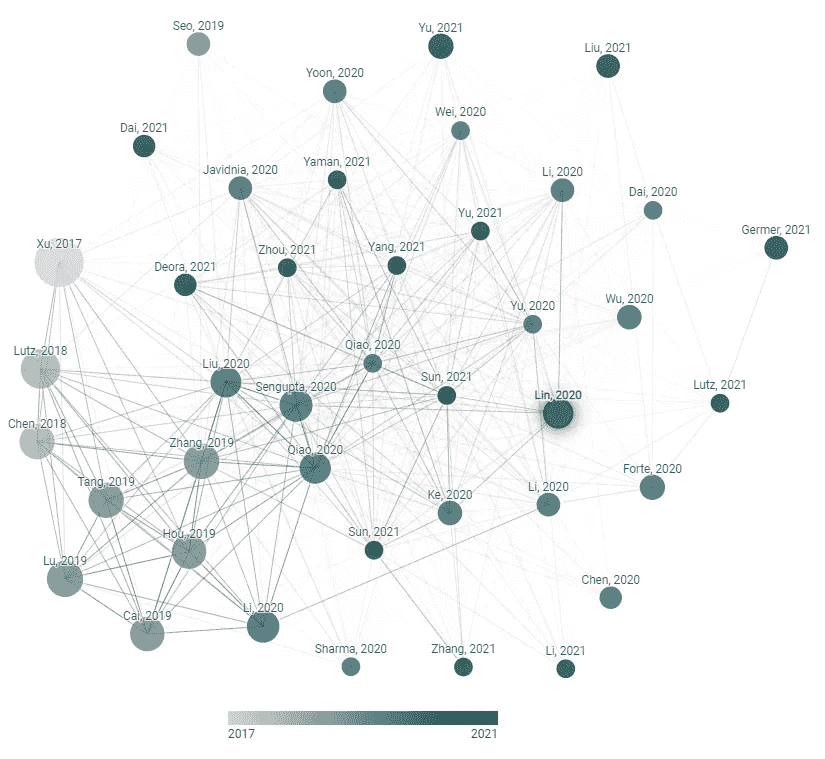 Seo, 2019
Yu, 2021
Liu, 2021
Yoon, 2020
Wei, 2020
Dai, 2021
Javidnia, 2020
Yaman, 2021
Li, 2020
Dai, 2020
Yu, 2021
Germer, 2021
Xu, 2017
Deora, 2021
Zhou, 2021
Yang, 2021
Yu, 2020
Wu, 2020
Lutz, 2018
Liu, 2020
Qiao, 2020
Sengupta, 2020
Sun, 2021
Lin, 2020
Lutz, 2021
Chen, 2018
Zhang, 2019
Qiao, 2020
Tang, 2019
Ke, 2020
Li, 2020
Forte, 2020
Hou, 2019
Sun, 2021
Lu, 2019
Chen, 2020
Cai, 2019
Li, 2020
Sharma, 2020
Zhang, 2021
Li, 2021
2017
2021